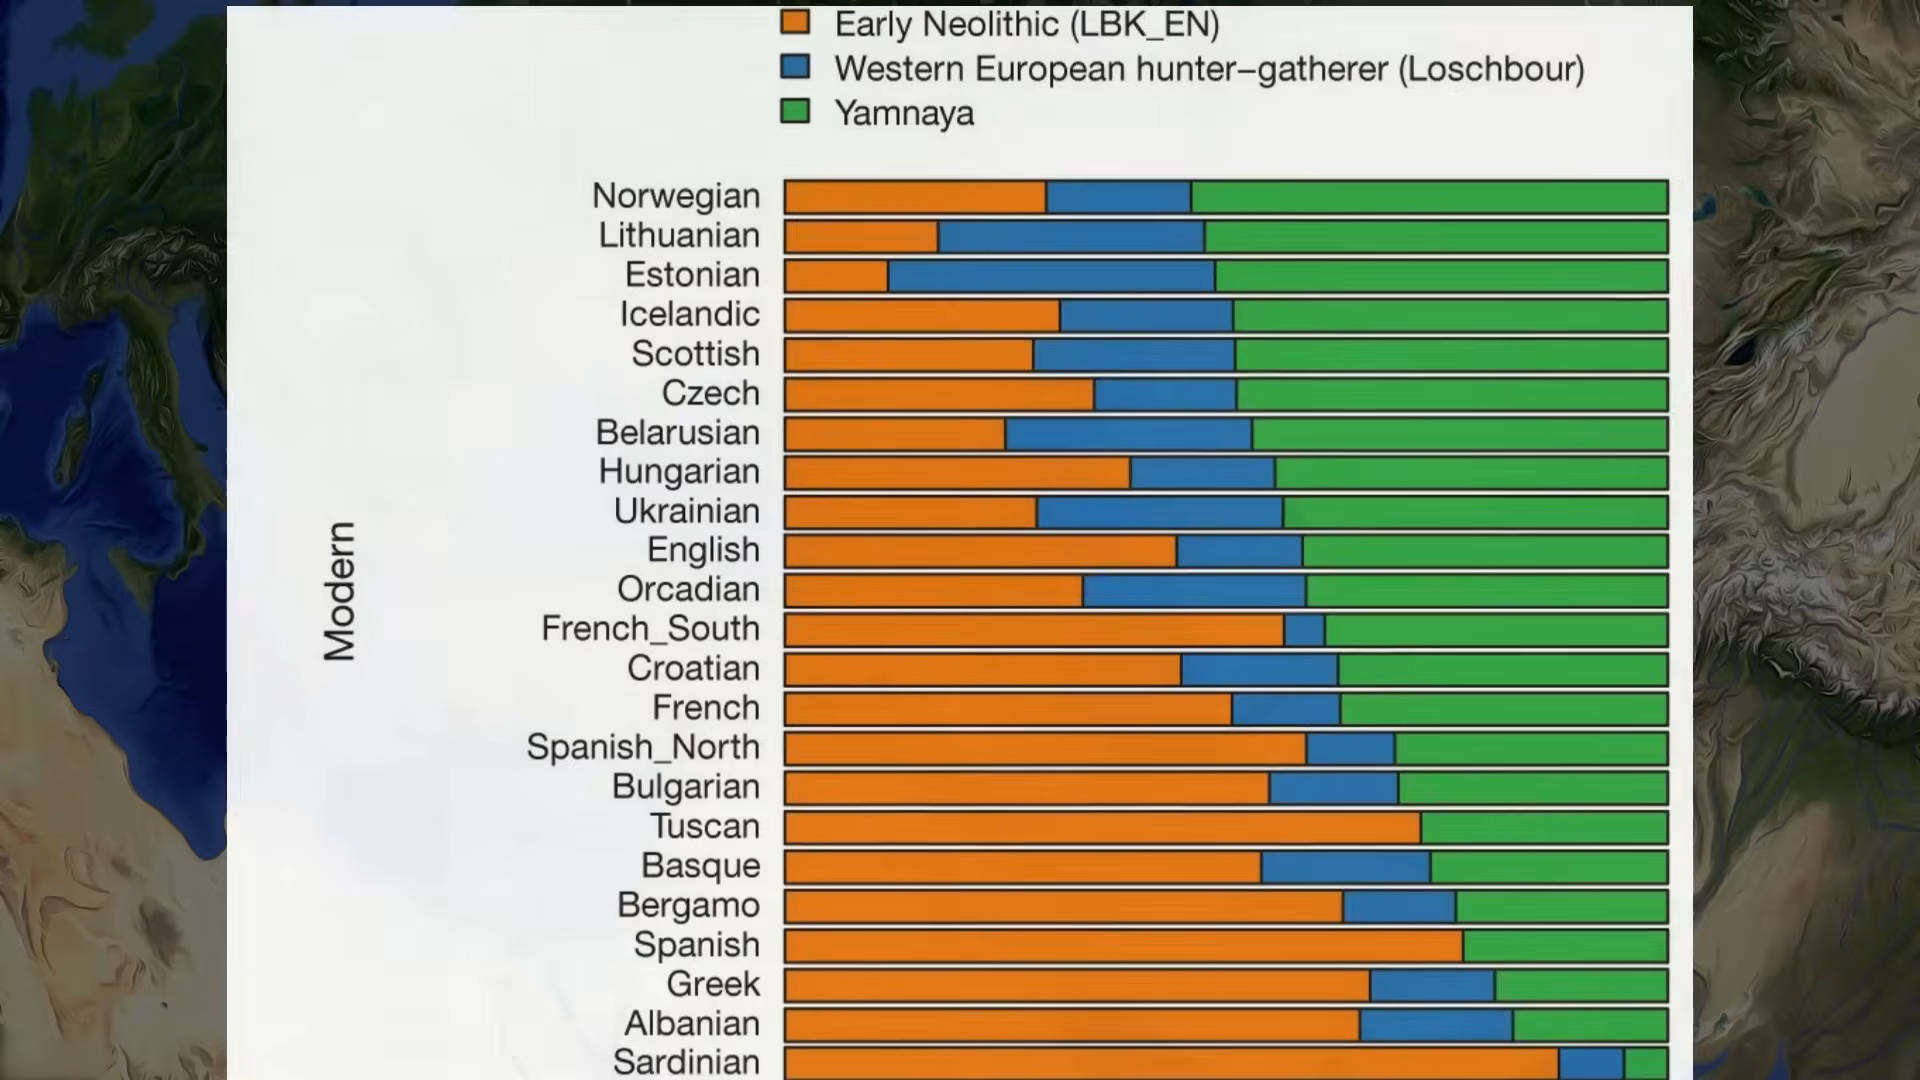 Early Neolithic (LBK_EN)
Western European hunter–gatherer (Loschbour)
Yamnaya
Modern
Norwegian
Lithuanian
Estonian
Icelandic
Scottish
Czech
Belarusian
Hungarian
Ukrainian
English
Orcadian
French_South
Croatian
French
Spanish_North
Bulgarian
Tuscan
Basque
Bergamo
Spanish
Greek
Albanian
Sardinian